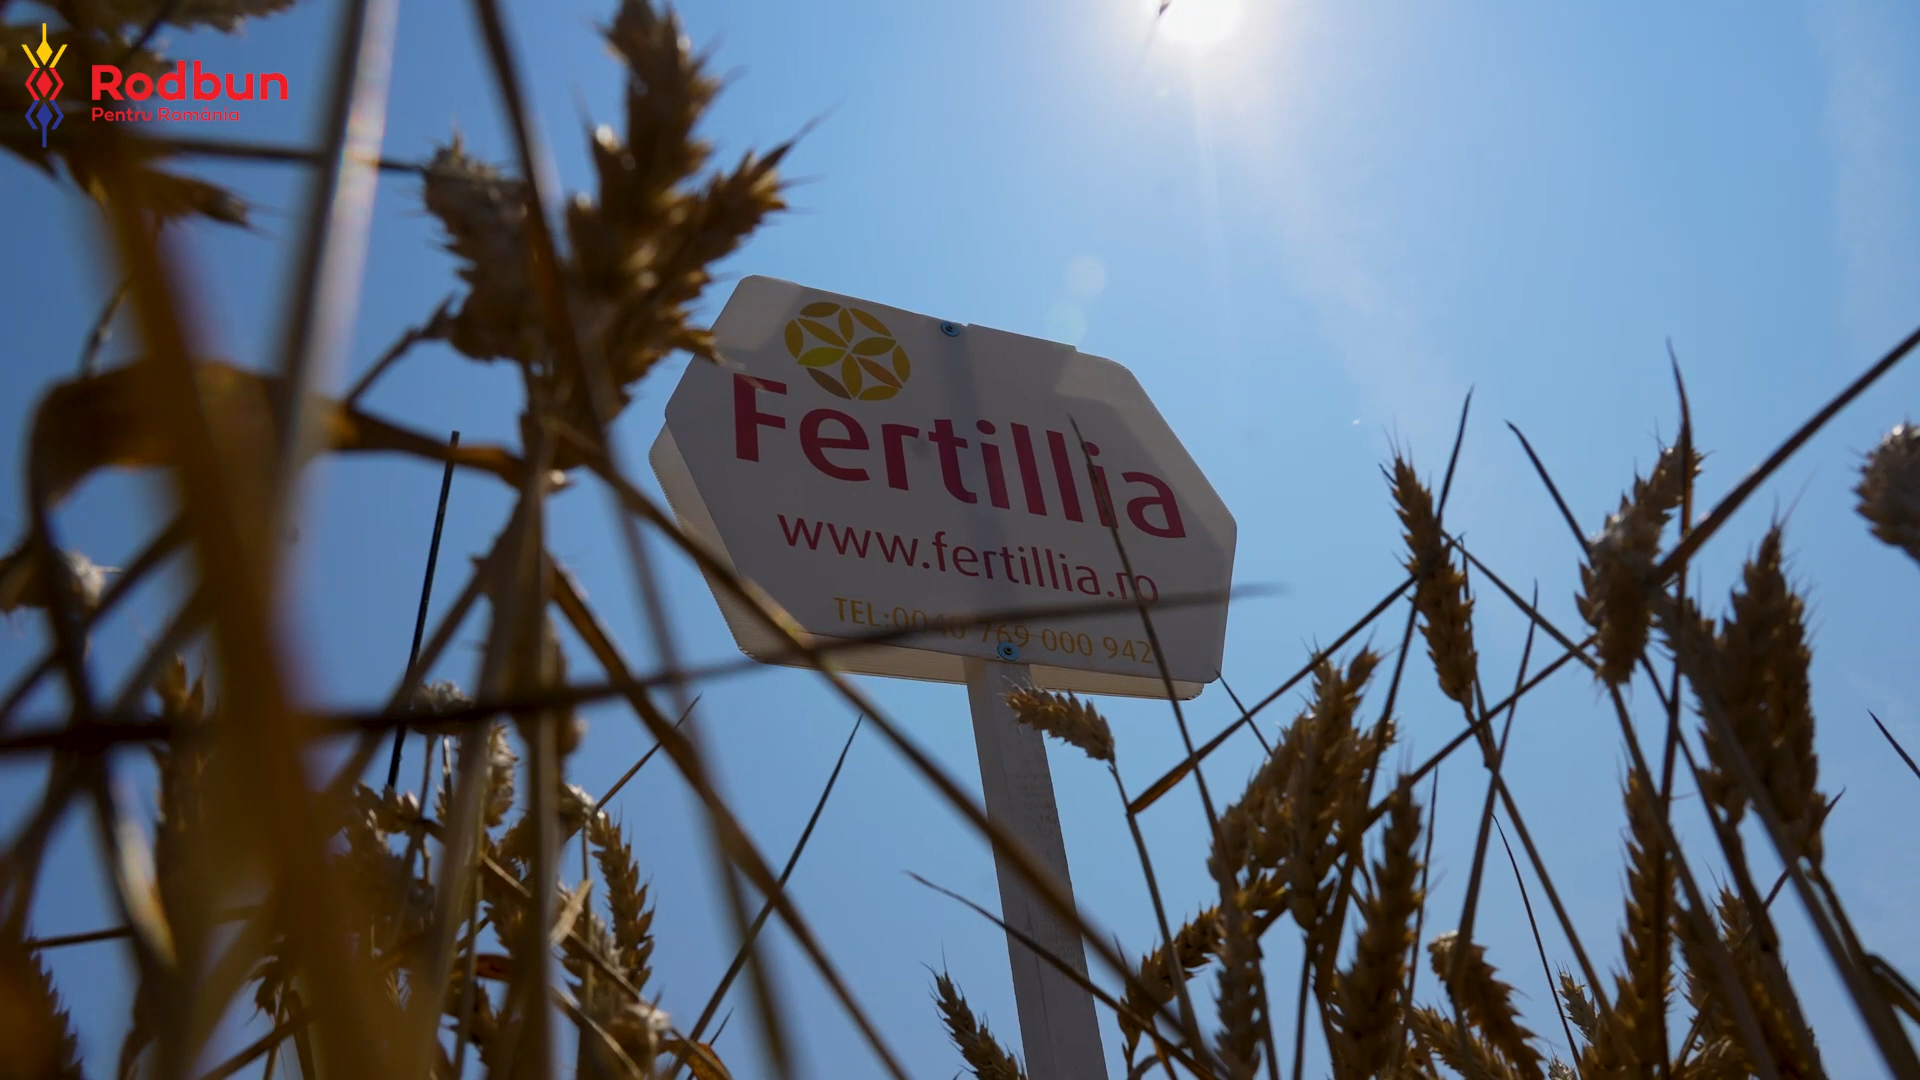 Rodbun
Pentru România
Fertillia
www.fertillia.ro
TEL:0040 769 000 942